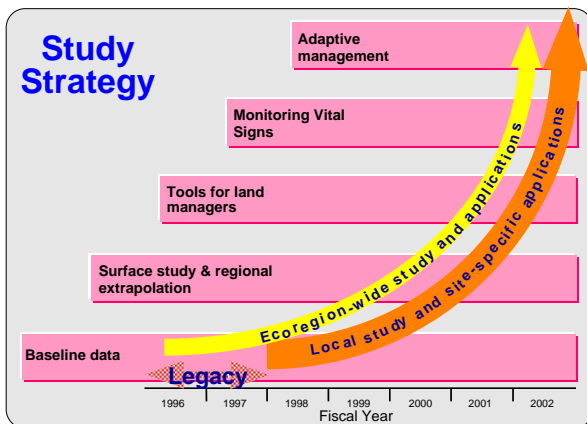 Study
Strategy
Adaptive
management
Monitoring Vital
Signs
Tools for land
managers
Surface study & regional
extrapolation
Baseline data
Ecoregion-wide study and applications
Local study and site-specific applications
Legacy
1996 1997 1998 1999 2000 2001 2002
Fiscal Year